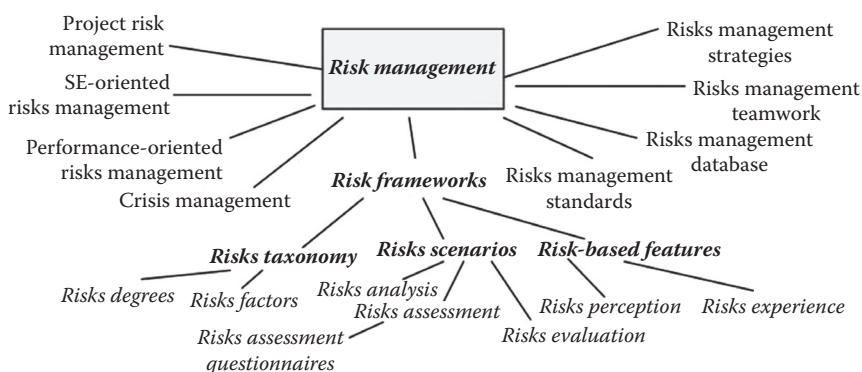 Project risk
management
Risk management
Risks management
strategies
SE-oriented
risks management
Risks management
teamwork
Performance-oriented
risks management
Risks management
database
Crisis management
Risk frameworks
Risks management
standards
Risks taxonomy
Risks scenarios
Risk-based features
Risks degrees
Risks factors
Risks analysis
Risks assessment
Risks perception
Risks experience
Risks assessment
questionnaires
Risks evaluation